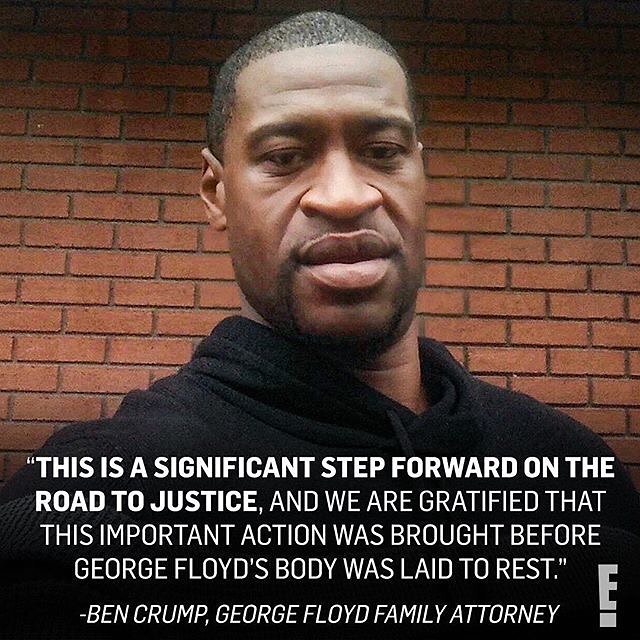 “THIS IS A SIGNIFICANT STEP FORWARD ON THE
ROAD TO JUSTICE, AND WE ARE GRATIFIED THAT
THIS IMPORTANT ACTION WAS BROUGHT BEFORE
GEORGE FLOYD’S BODY WAS LAID TO REST.”
-BEN CRUMP, GEORGE FLOYD FAMILY ATTORNEY
E!